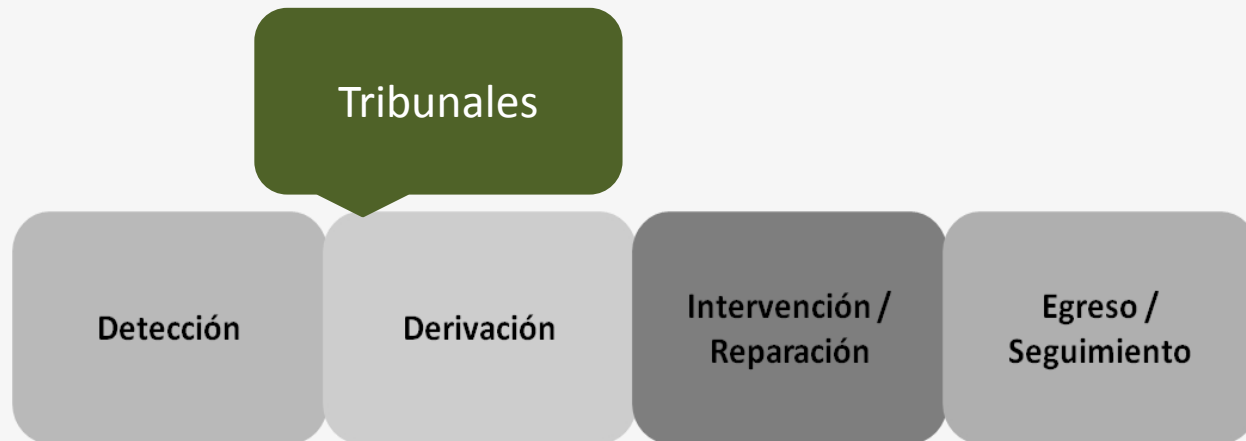 Tribunales
Detección
Derivación
Intervención /
Reparación
Egreso /
Seguimiento